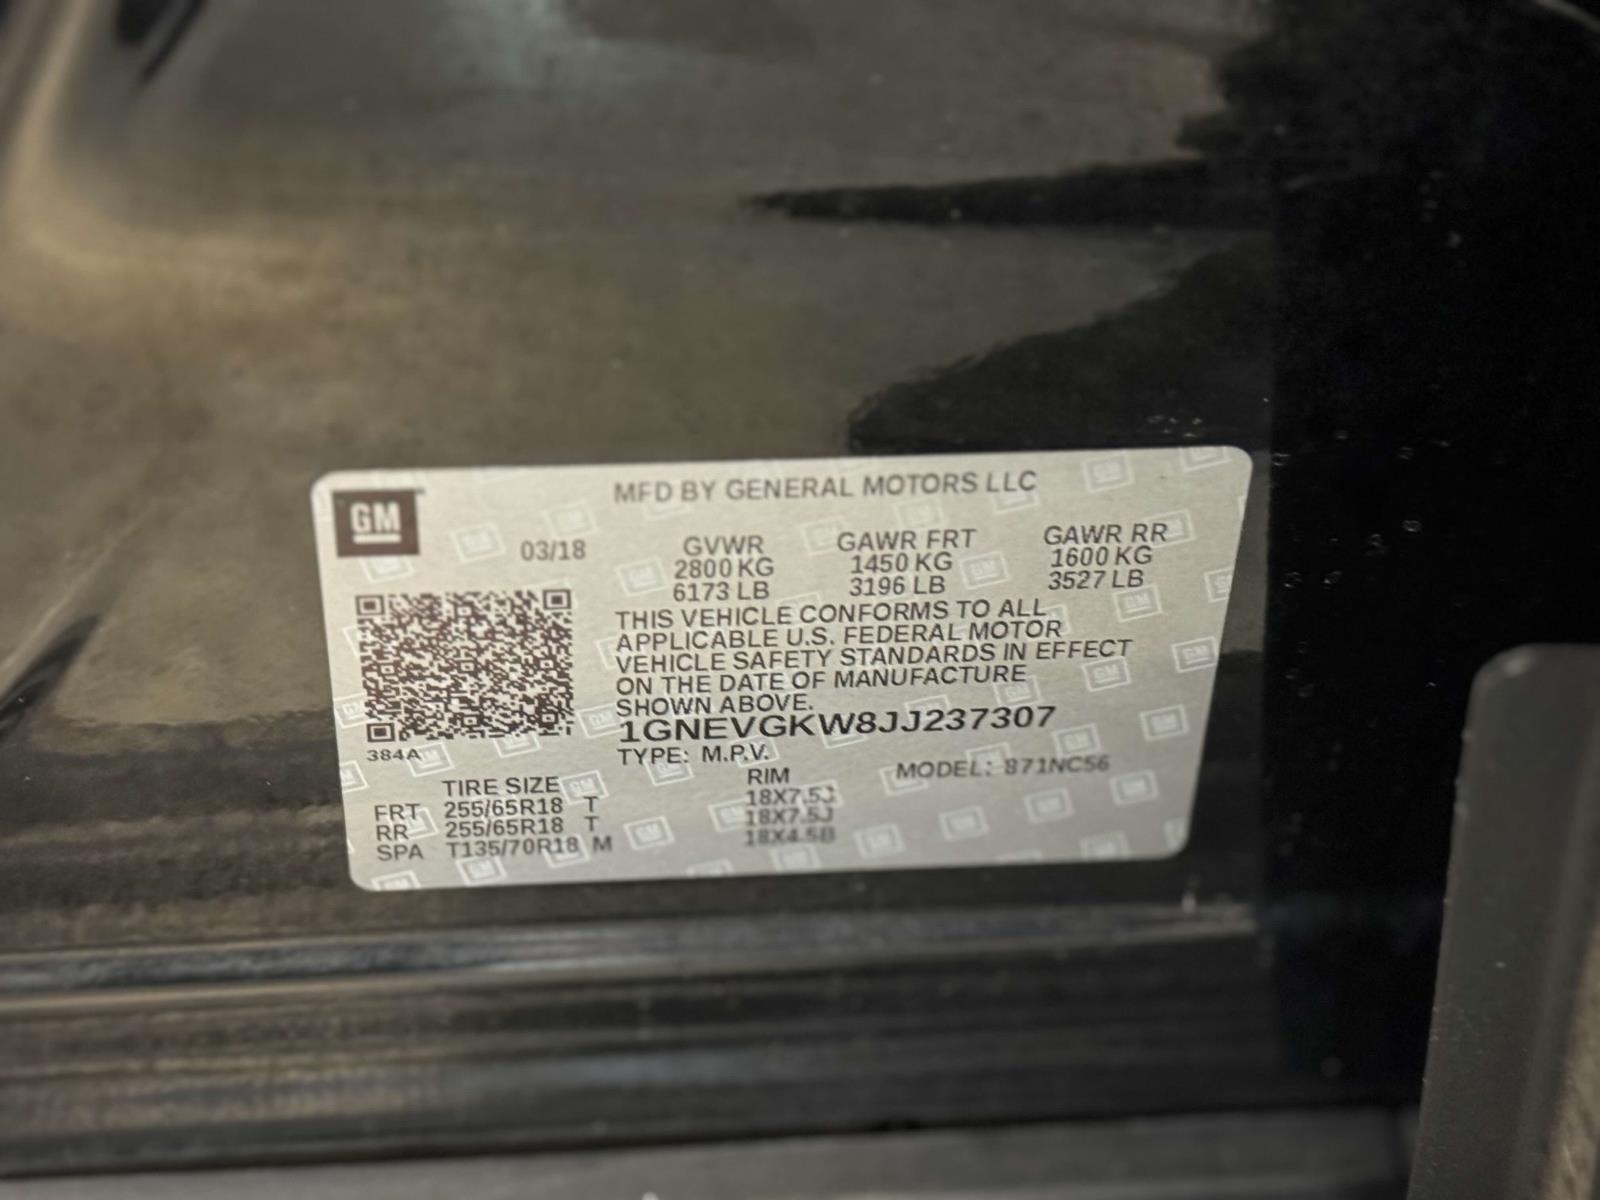 MFD BY GENERAL MOTORS LLC
GM
03/18
GVWR GAWR FRT GAWR RR
2800 KG 1450 KG 1600 KG
6173 LB 3196 LB 3527 LB
THIS VEHICLE CONFORMS TO ALL
APPLICABLE U.S. FEDERAL MOTOR
VEHICLE SAFETY STANDARDS IN EFFECT
ON THE DATE OF MANUFACTURE
SHOWN ABOVE.
1GNEVGKW8JJ237307
384A
TYPE: M.P.V.
MODEL: 871NC56
TIRE SIZE RIM
FRT 255/65R18 T 18X7.5J
RR 255/65R18 T 18X7.5J
SPA T135/70R18 M 18X4.5B